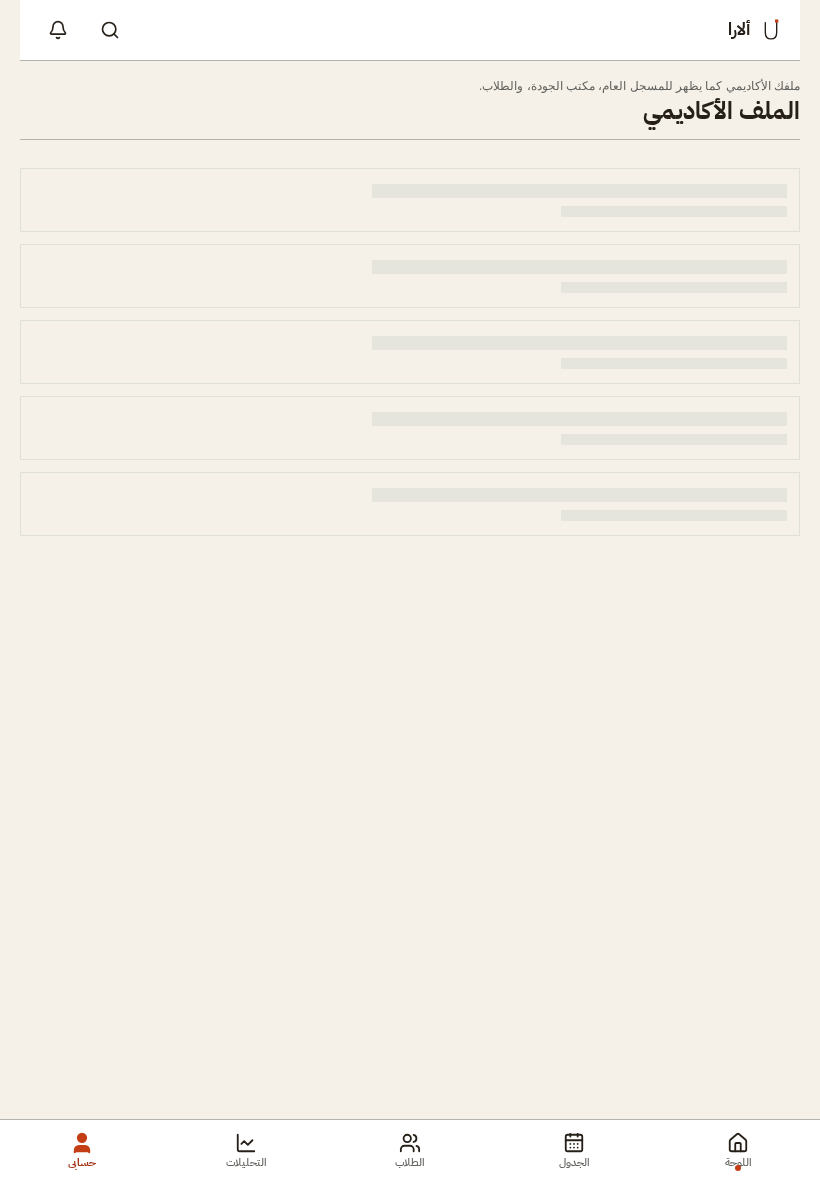 ألارا
ملفك الأكاديمي كما يظهر للمسجل العام، مكتب الجودة، والطلاب.
الملف الأكاديمي
اللوحة
الجدول
الطلاب
التحليلات
حسابي